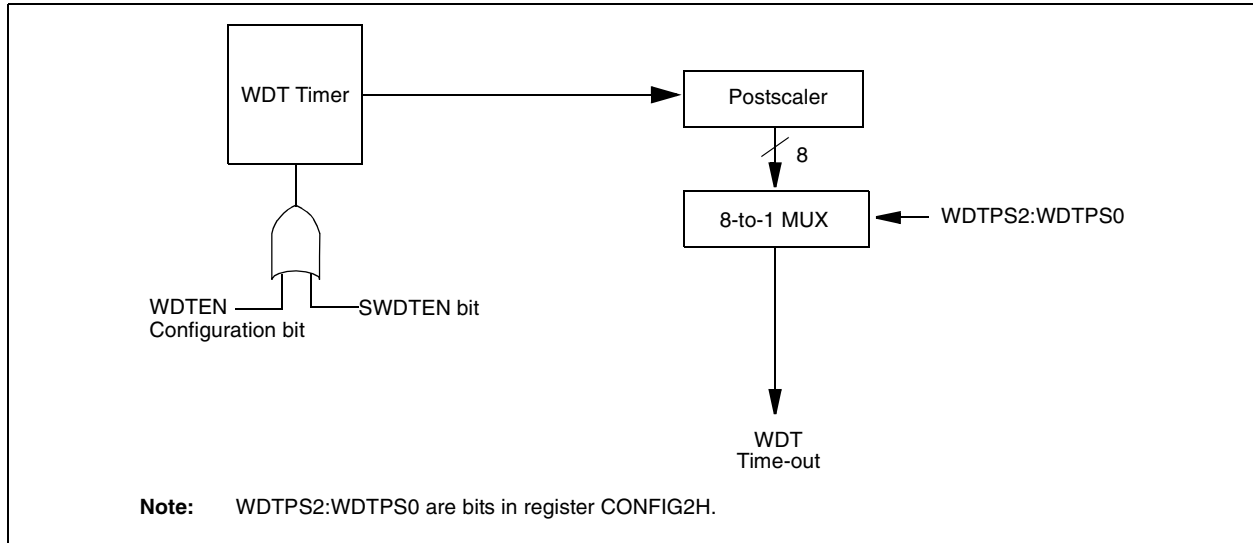 WDT Timer
Postscaler
8
8-to-1 MUX
WDTPS2:WDTPS0
WDTEN
Configuration bit
SWDTEN bit
WDT
Time-out
Note: WDTPS2:WDTPS0 are bits in register CONFIG2H.